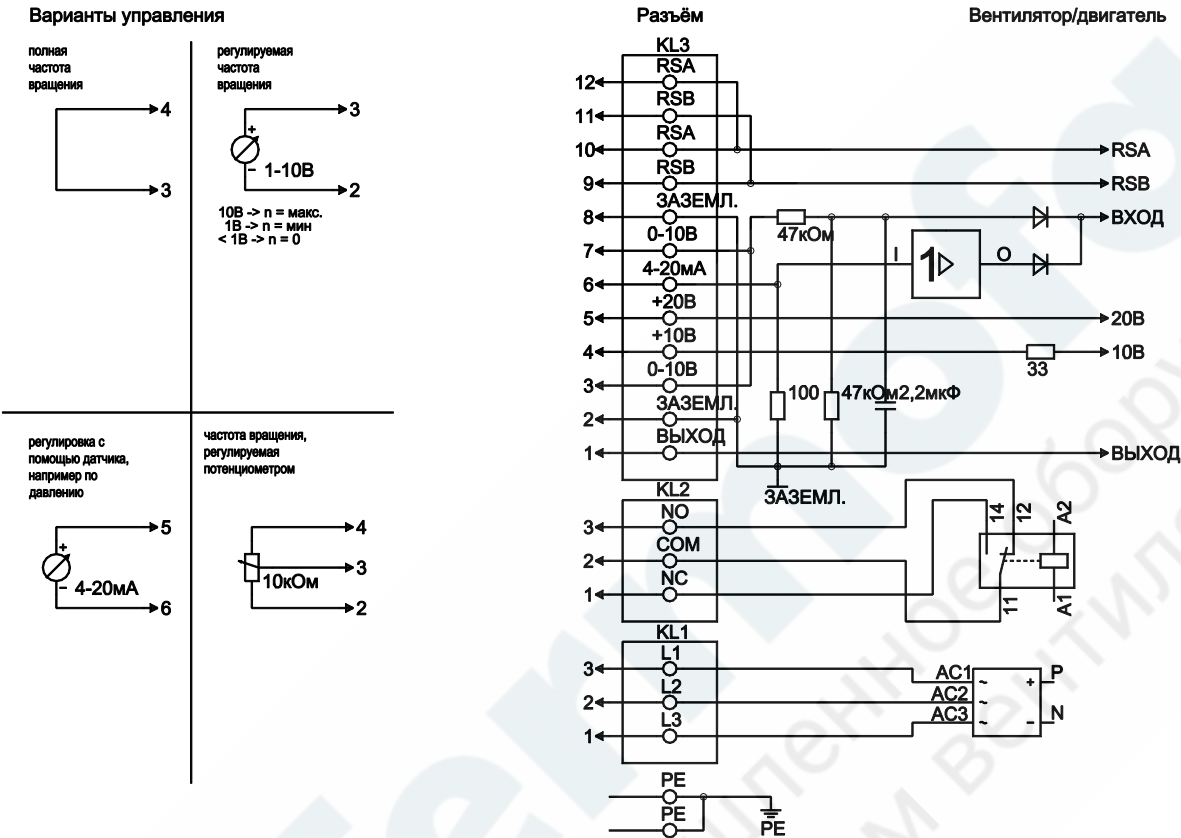 Варианты управления
полная
частота
вращения
4
3
регулируемая
частота
вращения
3
+
1-10В
−
2
10В -> n = макс.
1В -> n = мин
< 1В -> n = 0
регулировка с
помощью датчика,
например по
давлению
5
+
4-20мА
−
6
частота вращения,
регулируемая
потенциометром
4
3
10кОм
2
Разъём
Вентилятор/двигатель
KL3
RSA
12
RSB
11
RSA
10 RSA
RSB
9 RSB
ЗАЗЕМЛ.
8 ВХОД
47кОм
0-10В
7
I 1 O
4-20мА
6
+20В
5 20В
+10В
4 10В
33
0-10В
3
100 47кОм 2,2мкФ
ЗАЗЕМЛ.
2
ВЫХОД
1 ВЫХОД
ЗАЗЕМЛ.
KL2
NO
3
COM
2
NC
1
14 12 A2
11 A1
KL1
L1
3
L2
2
L3
1
AC1 ~ + P
AC2 ~
AC3 ~ − N
PE
PE
PE